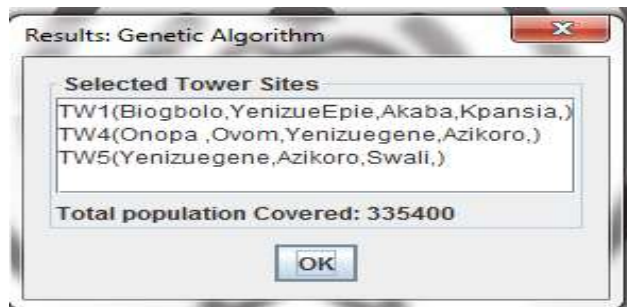 Results: Genetic Algorithm
Selected Tower Sites
TW1(Biogbolo,YenizueEpie,Akaba,Kpansia,)
TW4(Onopa ,Ovom,Yenizuegene,Azikoro,)
TW5(Yenizuegene,Azikoro,Swali,)
Total population Covered: 335400
OK